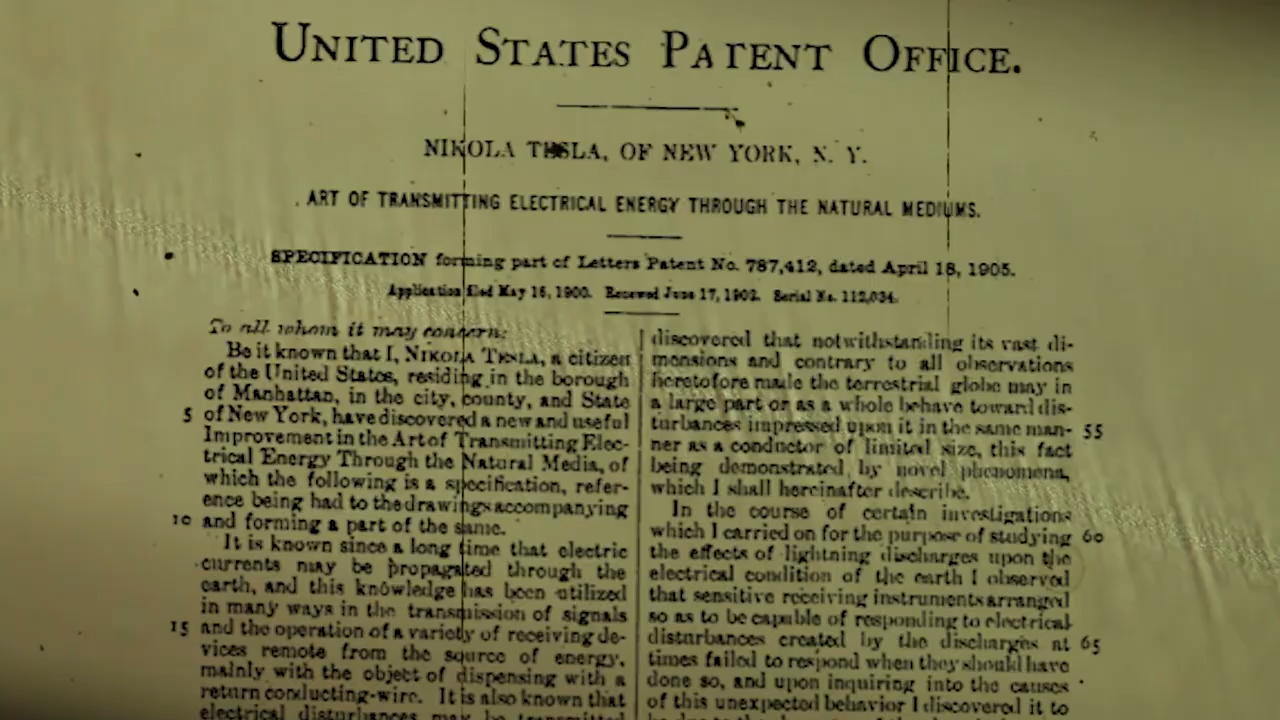 UNITED STATES PATENT OFFICE.
NIKOLA TESLA, OF NEW YORK, N. Y.
ART OF TRANSMITTING ELECTRICAL ENERGY THROUGH THE NATURAL MEDIUMS.
SPECIFICATION forming part of Letters Patent No. 787,412, dated April 18, 1905.
Application filed May 16, 1900. Renewed June 17, 1902. Serial No. 112,034.
To all whom it may concern:
Be it known that I, NIKOLA TESLA, a citizen
of the United States, residing in the borough
of Manhattan, in the city, county, and State
5 of New York, have discovered a new and useful
Improvement in the Art of Transmitting Elec-
trical Energy Through the Natural Media, of
which the following is a specification, refer-
ence being had to the drawings accompanying
10 and forming a part of the same.
It is known since a long time that electric
currents may be propagated through the
earth, and this knowledge has been utilized
in many ways in the transmission of signals
15 and the operation of a variety of receiving de-
vices remote from the source of energy,
mainly with the object of dispensing with a
return conducting-wire. It is also known that
electrical disturbances may be transmitted
discovered that notwithstanding its vast di-
mensions and contrary to all observations
heretofore made the terrestrial globe may in
a large part or as a whole behave toward dis-
turbances impressed upon it in the same man- 55
ner as a conductor of limited size, this fact
being demonstrated by novel phenomena,
which I shall hereinafter describe.
In the course of certain investigations
which I carried on for the purpose of studying 60
the effects of lightning discharges upon the
electrical condition of the earth I observed
that sensitive receiving instruments arranged
so as to be capable of responding to electrical
disturbances created by the discharges at 65
times failed to respond when they should have
done so, and upon inquiring into the causes
of this unexpected behavior I discovered it to